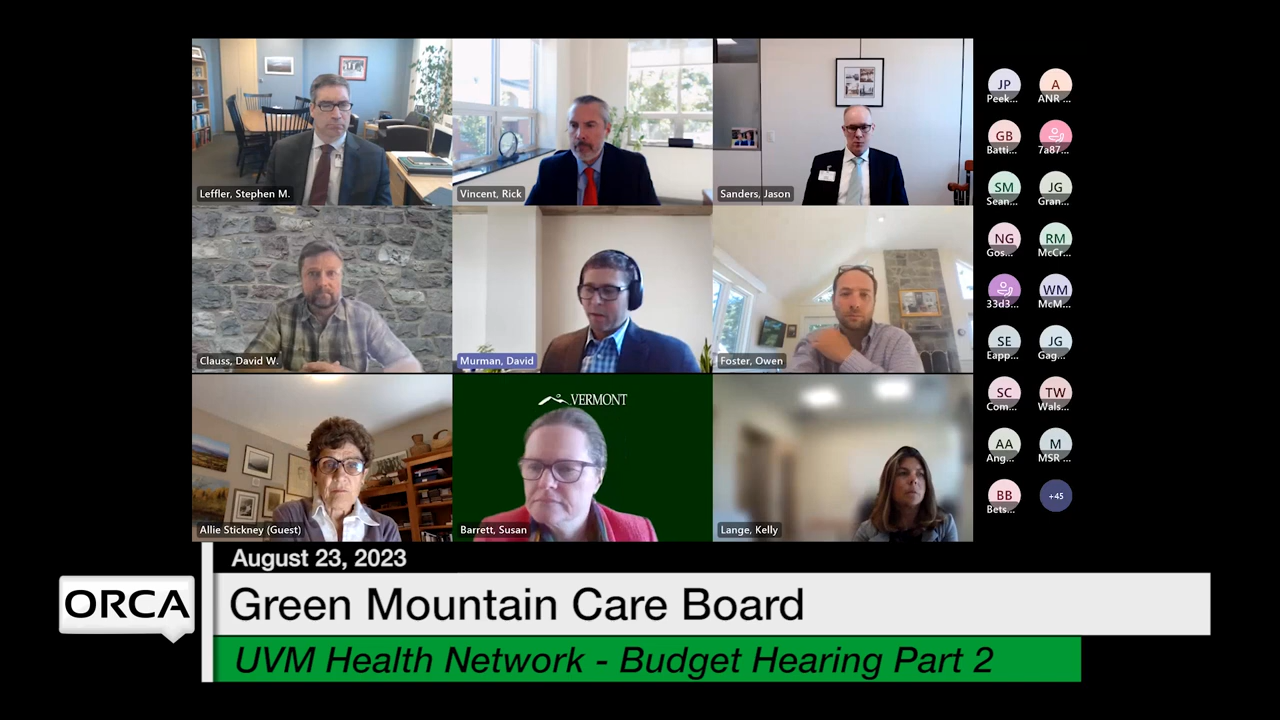 Leffler, Stephen M.
Vincent, Rick
Sanders, Jason
JP
Peek...
A
ANR ...
GB
Batti...
7a87...
SM
Sean...
JG
Gran...
Clauss, David W.
Murman, David
Foster, Owen
NG
Gos...
RM
McCr...
33d3...
WM
McM...
SE
Eapp...
JG
Gag...
VERMONT
Allie Stickney (Guest)
Barrett, Susan
Lange, Kelly
SC
Com...
TW
Wals...
AA
Ang...
M
MSR ...
BB
Bets...
+45
August 23, 2023
ORCA
Green Mountain Care Board
UVM Health Network - Budget Hearing Part 2